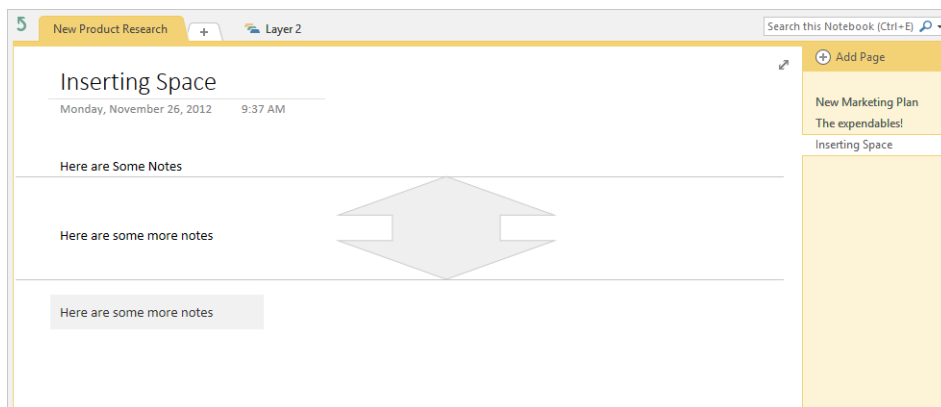 New Product Research
+
Layer 2
Search this Notebook (Ctrl+E)
Add Page
Inserting Space
Monday, November 26, 2012 9:37 AM
New Marketing Plan
The expendables!
Inserting Space
Here are Some Notes
Here are some more notes
Here are some more notes